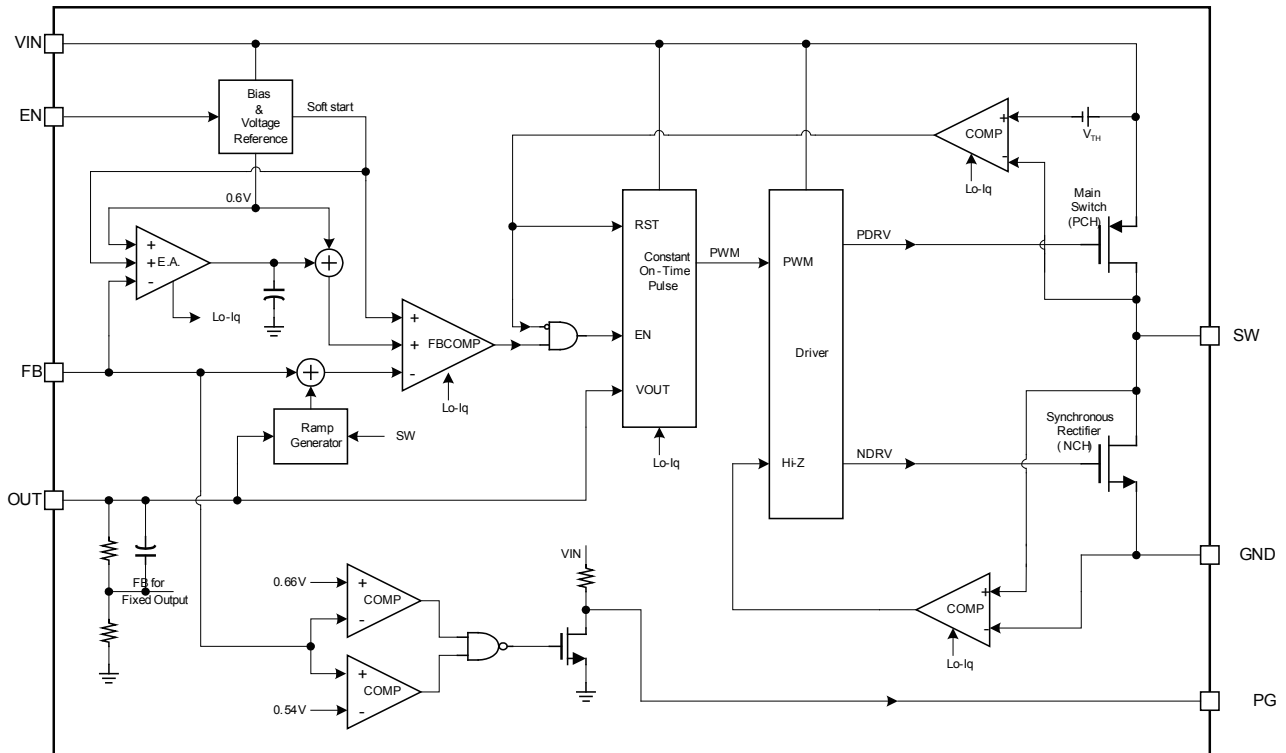 VIN
EN
Bias
&
Voltage
Reference
Soft start
0.6V
+
+
-
E.A.
Lo-Iq
+
+
FB
+
+
-
FBCOMP
Lo-Iq
+
Ramp
Generator
SW
OUT
FB for
Fixed Output
RST
Constant
On - Time
Pulse
EN
VOUT
Lo-Iq
PWM
PWM
Driver
Hi-Z
PDRV
NDRV
COMP
+
-
VTH
Lo-Iq
Main
Switch
(PCH)
SW
Synchronous
Rectifier
( NCH)
GND
COMP
+
-
Lo-Iq
VIN
0.66V
+
-
COMP
+
-
COMP
0.54V
PG